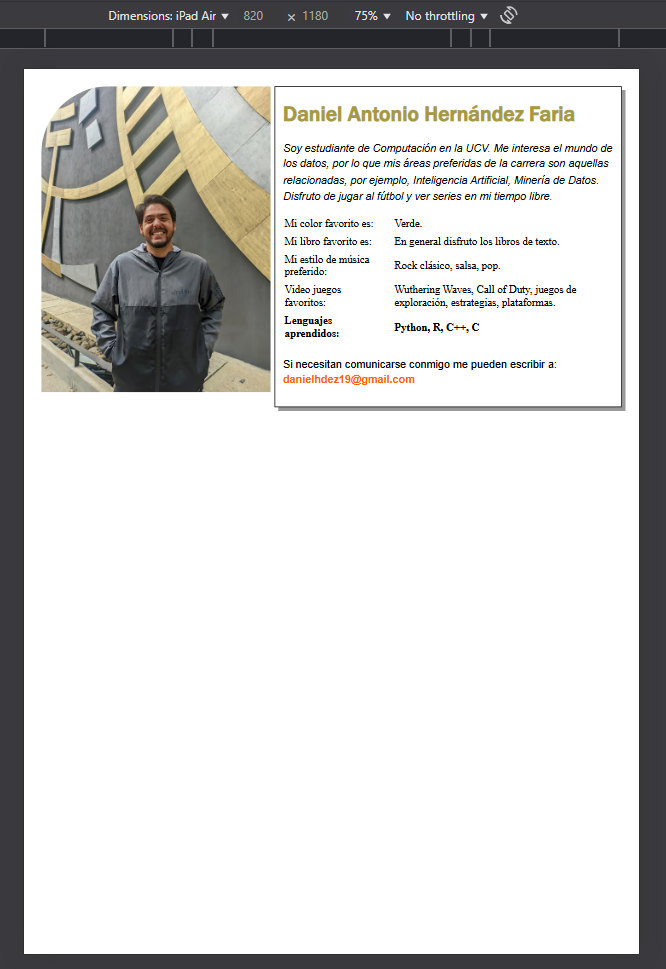 Dimensions: iPad Air 820 × 1180 75% No throttling
Daniel Antonio Hernández Faria
Soy estudiante de Computación en la UCV. Me interesa el mundo de
los datos, por lo que mis áreas preferidas de la carrera son aquellas
relacionadas, por ejemplo, Inteligencia Artificial, Minería de Datos.
Disfruto de jugar al fútbol y ver series en mi tiempo libre.
Mi color favorito es: Verde.
Mi libro favorito es: En general disfruto los libros de texto.
Mi estilo de música
preferido: Rock clásico, salsa, pop.
Video juegos
favoritos: Wuthering Waves, Call of Duty, juegos de
exploración, estrategias, plataformas.
Lenguajes
aprendidos: Python, R, C++, C
Si necesitan comunicarse conmigo me pueden escribir a:
danielhdez19@gmail.com